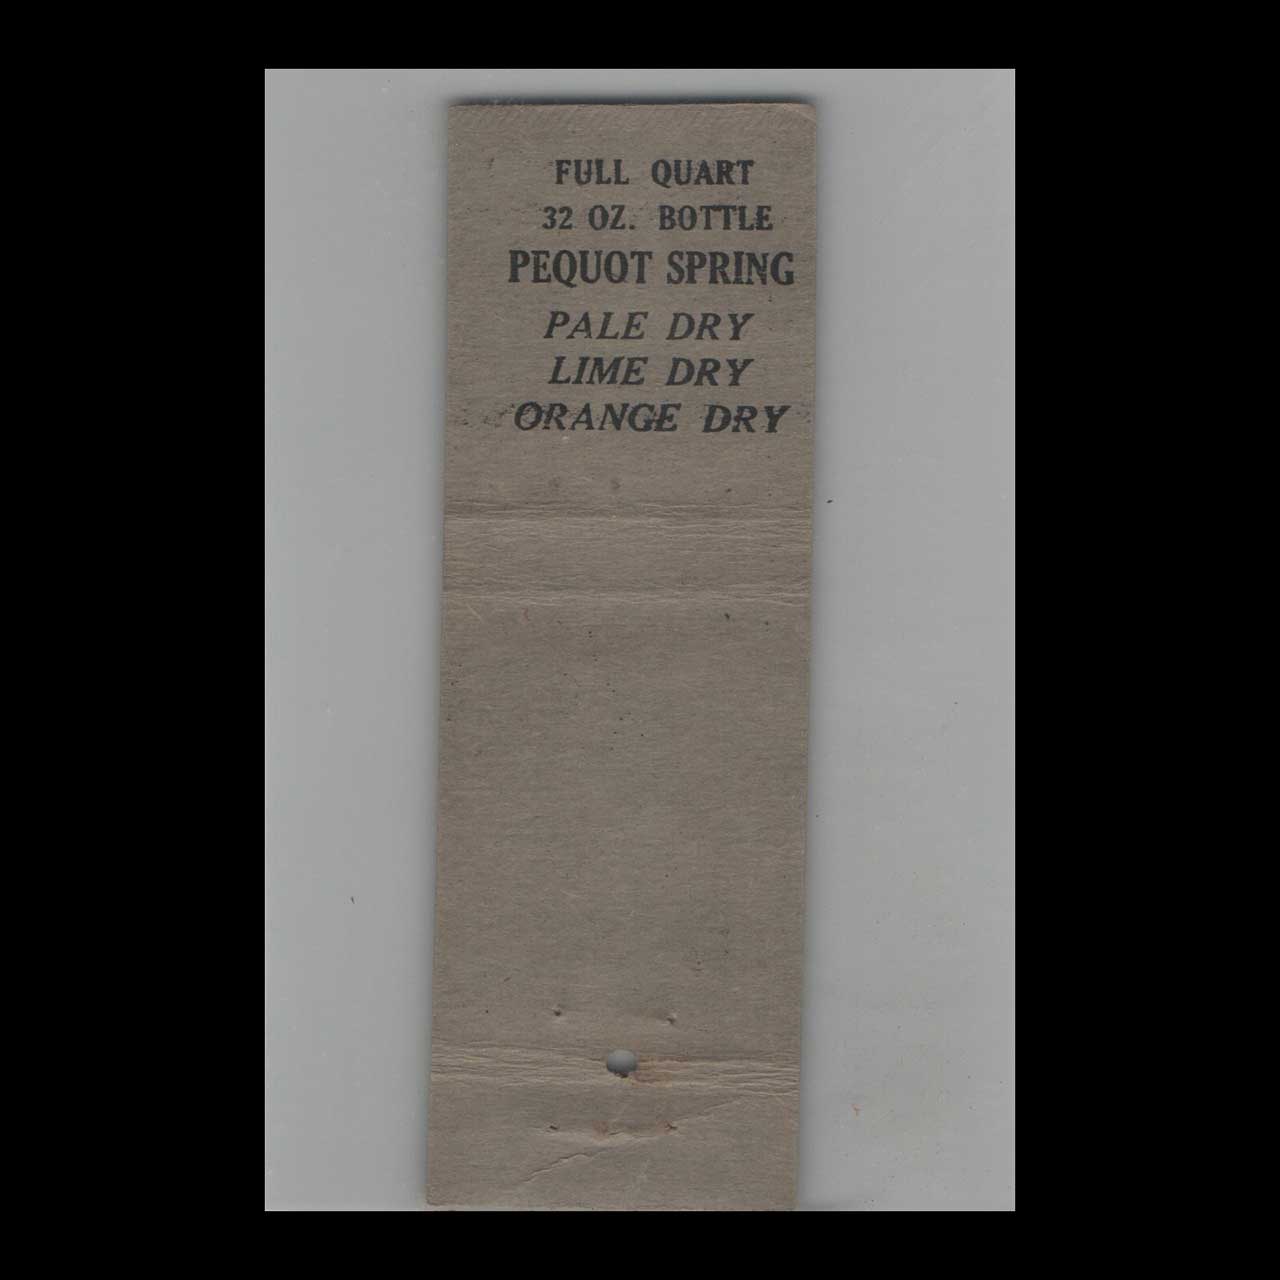 FULL QUART
32 OZ. BOTTLE
PEQUOT SPRING
PALE DRY
LIME DRY
ORANGE DRY